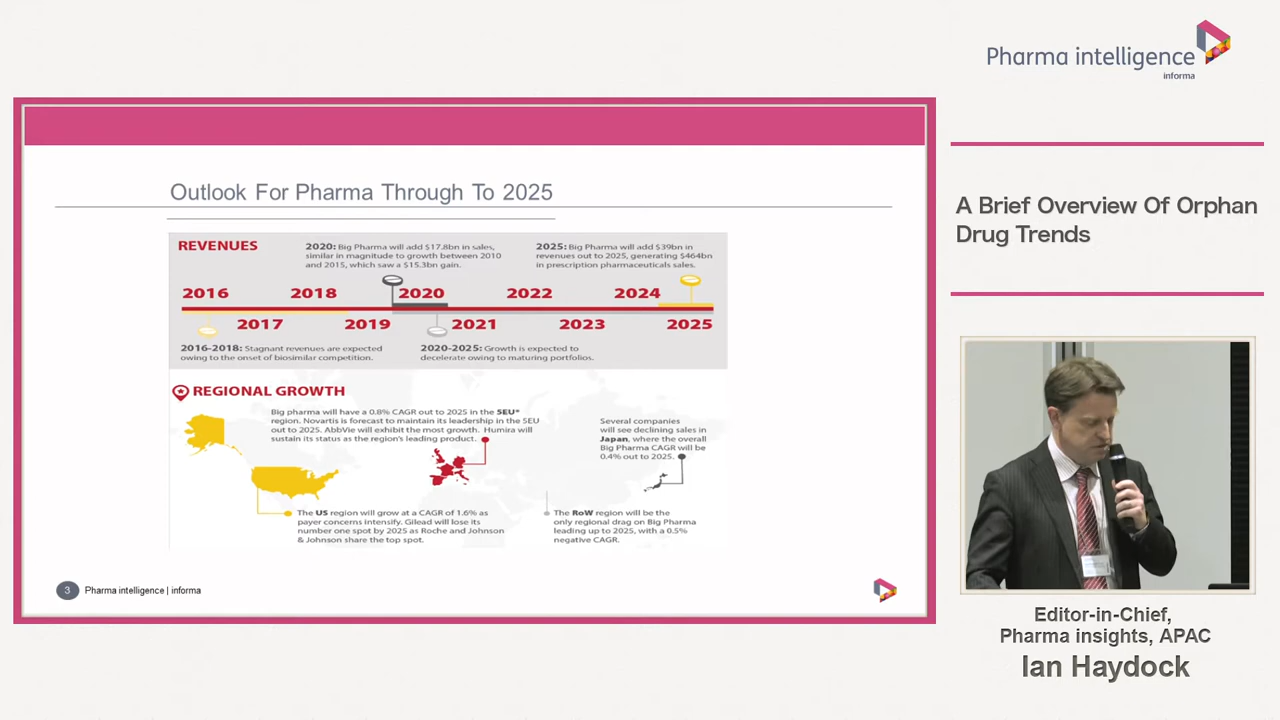 Pharma intelligence
informa
Outlook For Pharma Through To 2025
REVENUES
2020: Big Pharma will add $17.8bn in sales,
similar in magnitude to growth between 2010
and 2015, which saw a $15.3bn gain.
2025: Big Pharma will add $39bn in
revenues out to 2025, generating $464bn
in prescription pharmaceuticals sales.
2016 2018 2020 2022 2024
2017 2019 2021 2023 2025
2016-2018: Stagnant revenues are expected
owing to the onset of biosimilar competition.
2020-2025: Growth is expected to
decelerate owing to maturing portfolios.
REGIONAL GROWTH
Big pharma will have a 0.8% CAGR out to 2025 in the 5EU*
region. Novartis is forecast to maintain its leadership in the 5EU
out to 2025. AbbVie will exhibit the most growth. Humira will
sustain its status as the region's leading product.
Several companies
will see declining sales in
Japan, where the overall
Big Pharma CAGR will be
0.4% out to 2025.
The US region will grow at a CAGR of 1.6% as
payer concerns intensify. Gilead will lose its
number one spot by 2025 as Roche and Johnson
& Johnson share the top spot.
The RoW region will be the
only regional drag on Big Pharma
leading up to 2025, with a 0.5%
negative CAGR.
3 Pharma intelligence | informa
A Brief Overview Of Orphan
Drug Trends
Editor-in-Chief,
Pharma insights, APAC
Ian Haydock